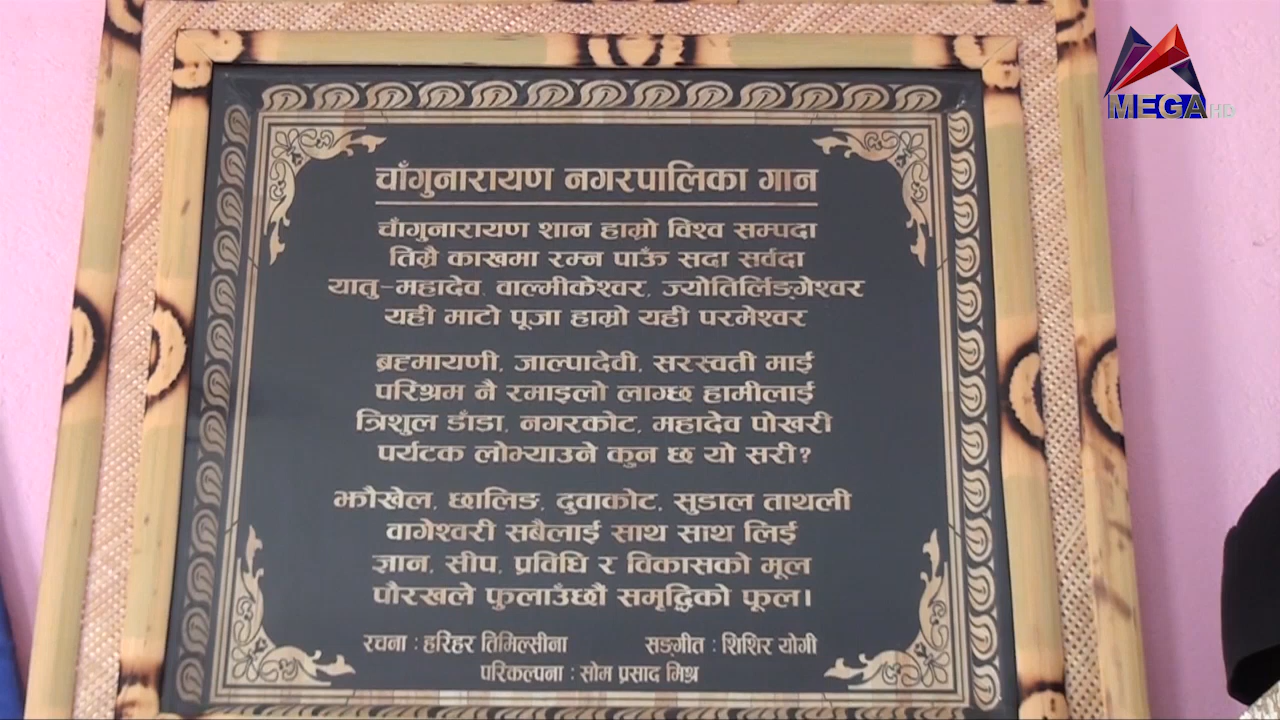 MEGA HD
चाँगुनारायण नगरपालिका गान
चाँगुनारायण शान हाम्रो विश्व सम्पदा
तिम्रै काखमा रम्न पाऊँ सदा सर्वदा
यातु-महादेव, वाल्मीकेश्वर, ज्योतिर्लिङ्गेश्वर
यही माटो पूजा हाम्रो यही परमेश्वर
ब्रह्मायणी, जाल्पादेवी, सरस्वती माई
परिश्रम नै रमाइलो लाग्छ हामीलाई
त्रिशुल डाँडा, नगरकोट, महादेव पोखरी
पर्यटक लोभ्याउने कुन छ यो सरी?
झौखेल, छालिङ, दुवाकोट, सुडाल ताथली
वागेश्वरी सबैलाई साथ साथ लिई
ज्ञान, सीप, प्रविधि र विकासको मूल
पौरखले फुलाउँछौं समृद्धिको फूल।
रचना : हरिहर तिमिल्सीना सङ्गीत : शिशिर योगी
परिकल्पना : सोम प्रसाद मिश्र